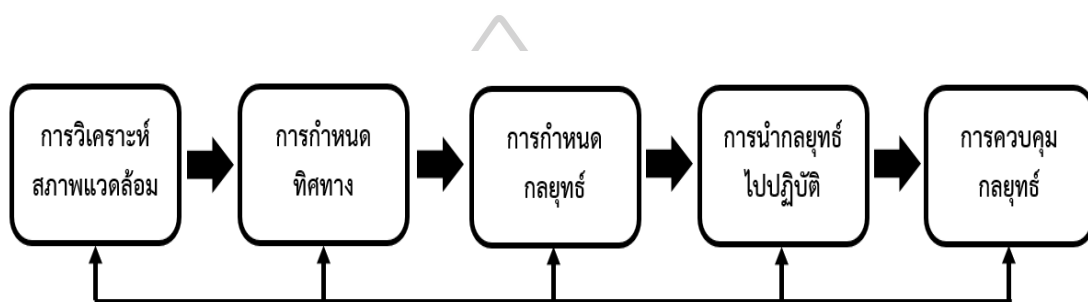 การวิเคราะห์
สภาพแวดล้อม
การกำหนด
ทิศทาง
การกำหนด
กลยุทธ์
การนำกลยุทธ์
ไปปฏิบัติ
การควบคุม
กลยุทธ์